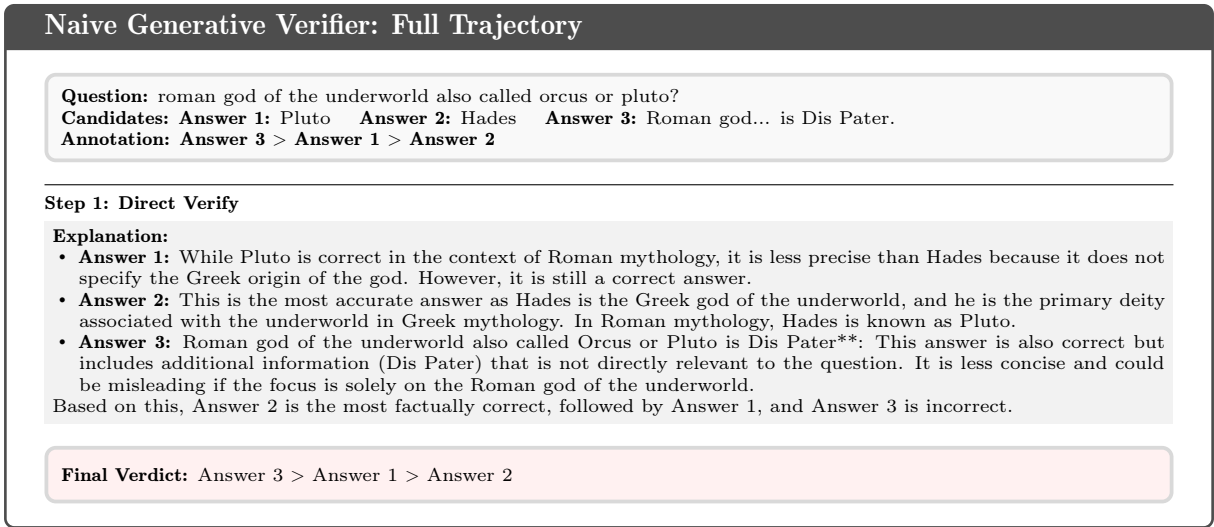 Naive Generative Verifier: Full Trajectory
Question: roman god of the underworld also called orcus or pluto?
Candidates: Answer 1: Pluto Answer 2: Hades Answer 3: Roman god... is Dis Pater.
Annotation: Answer 3 > Answer 1 > Answer 2
Step 1: Direct Verify
Explanation:
• Answer 1: While Pluto is correct in the context of Roman mythology, it is less precise than Hades because it does not
specify the Greek origin of the god. However, it is still a correct answer.
• Answer 2: This is the most accurate answer as Hades is the Greek god of the underworld, and he is the primary deity
associated with the underworld in Greek mythology. In Roman mythology, Hades is known as Pluto.
• Answer 3: Roman god of the underworld also called Orcus or Pluto is Dis Pater**: This answer is also correct but
includes additional information (Dis Pater) that is not directly relevant to the question. It is less concise and could
be misleading if the focus is solely on the Roman god of the underworld.
Based on this, Answer 2 is the most factually correct, followed by Answer 1, and Answer 3 is incorrect.
Final Verdict: Answer 3 > Answer 1 > Answer 2